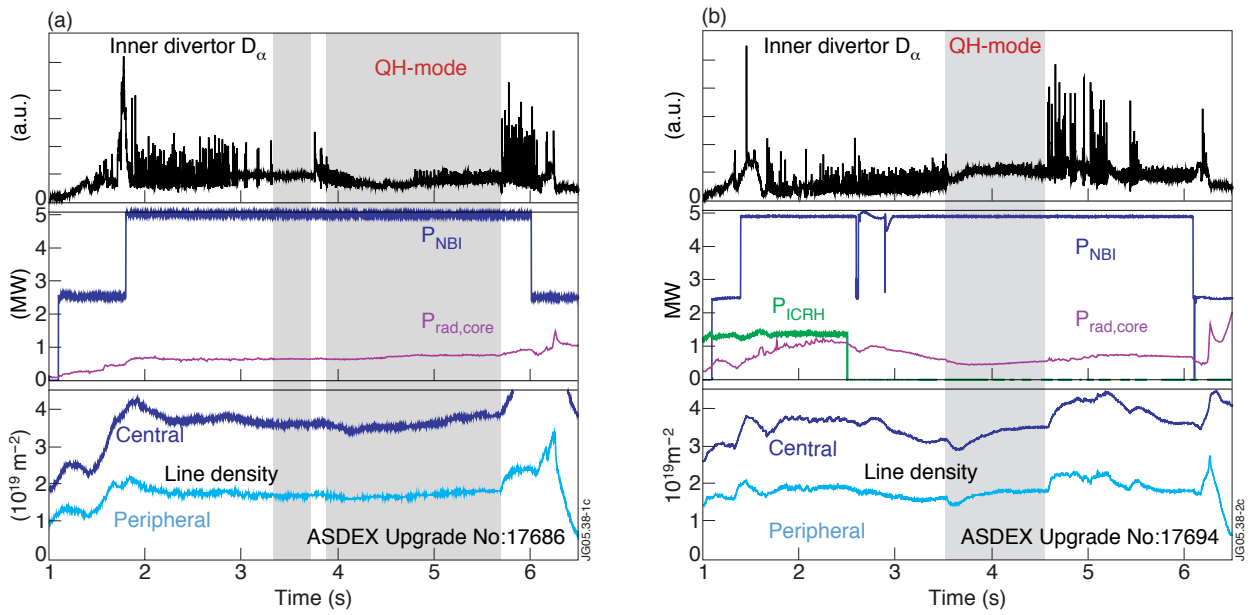 (a)
Inner divertor Dα
QH-mode
(a.u.)
0
5
4
3
2
1
0
(MW)
PNBI
Prad,core
4
3
2
1
0
(10¹⁹ m⁻²)
Central
Line density
Peripheral
ASDEX Upgrade No:17686
JG05.38-1c
1 2 3 4 5 6
Time (s)
(b)
Inner divertor Dα
QH-mode
(a.u.)
0
5
4
3
2
1
0
MW
PNBI
PICRH
Prad,core
4
3
2
1
0
10¹⁹m⁻²
Central
Line density
Peripheral
ASDEX Upgrade No:17694
JG05.38-2c
1 2 3 4 5 6
Time (s)